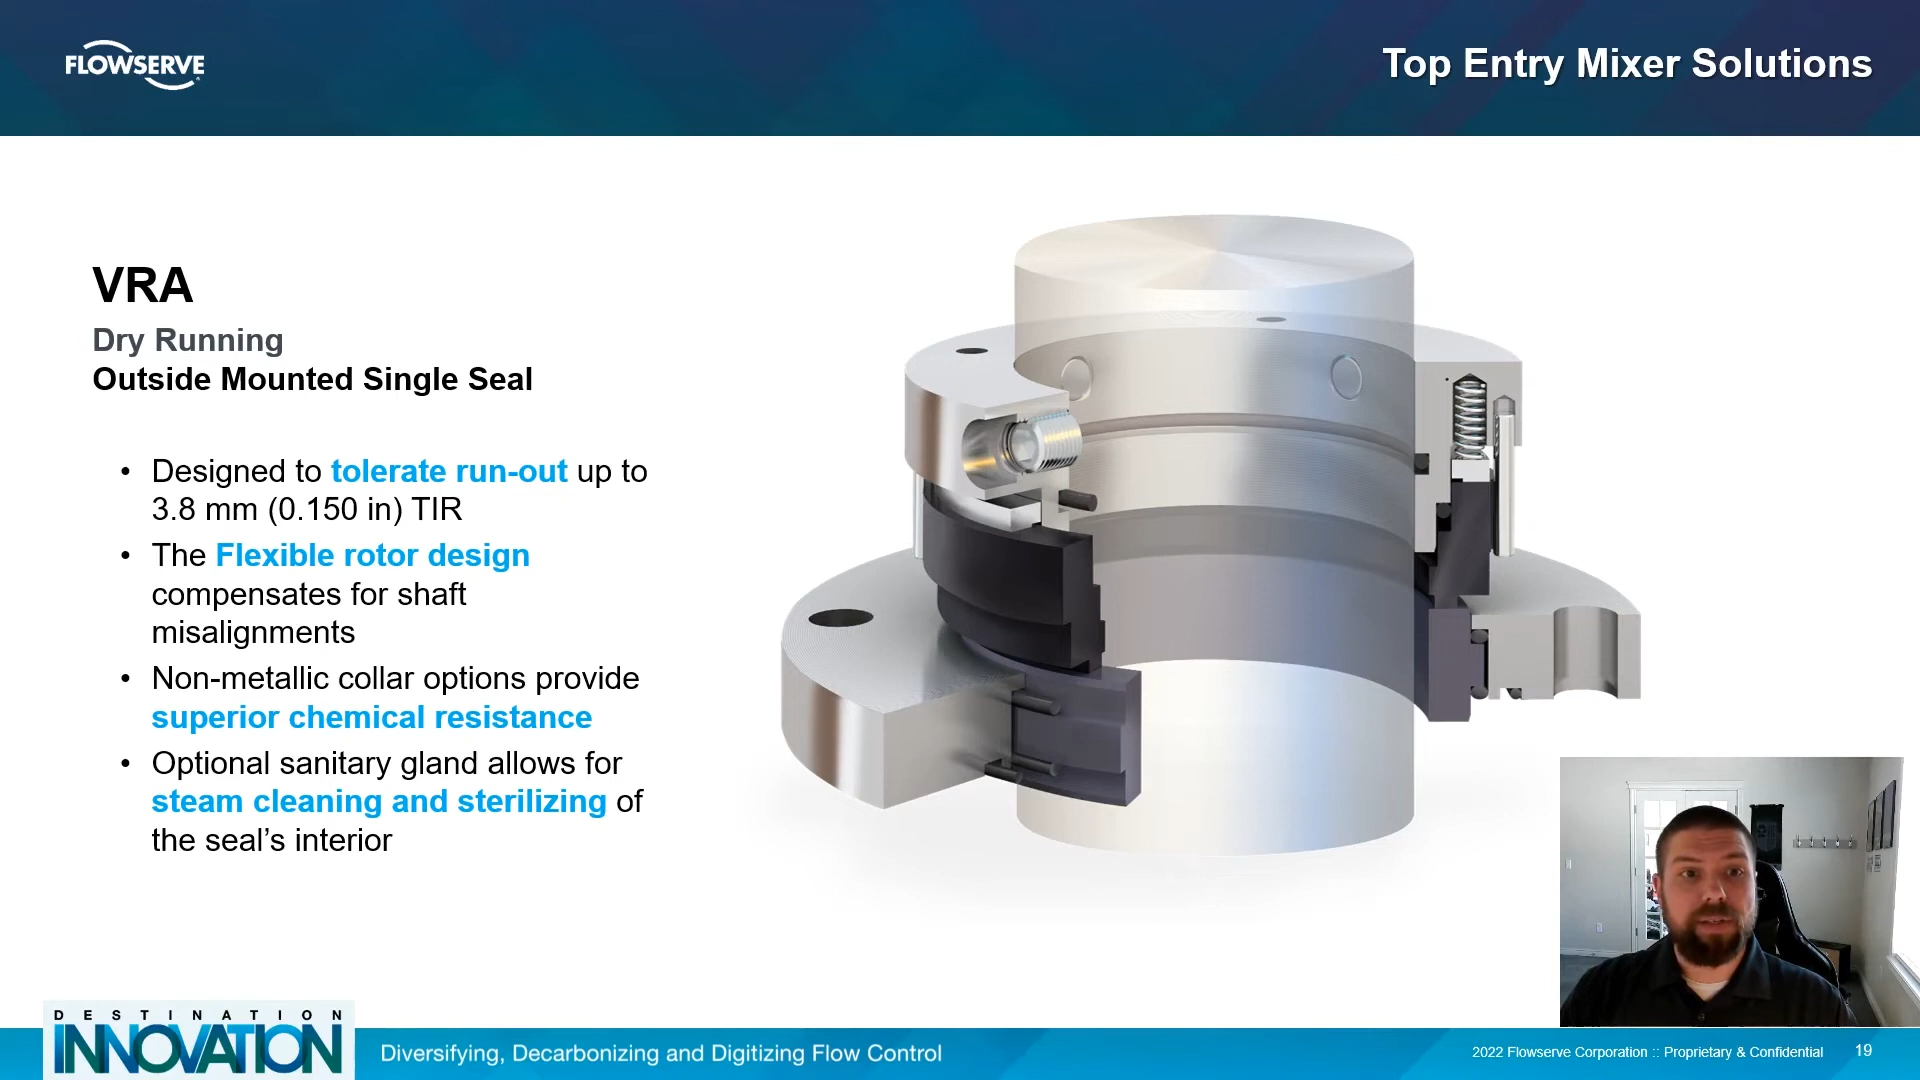 FLOWSERVE
Top Entry Mixer Solutions
VRA
Dry Running
Outside Mounted Single Seal
• Designed to tolerate run-out up to
3.8 mm (0.150 in) TIR
• The Flexible rotor design
compensates for shaft
misalignments
• Non-metallic collar options provide
superior chemical resistance
• Optional sanitary gland allows for
steam cleaning and sterilizing of
the seal’s interior
DESTINATION
INNOVATION
Diversifying, Decarbonizing and Digitizing Flow Control
2022 Flowserve Corporation :: Proprietary & Confidential
19